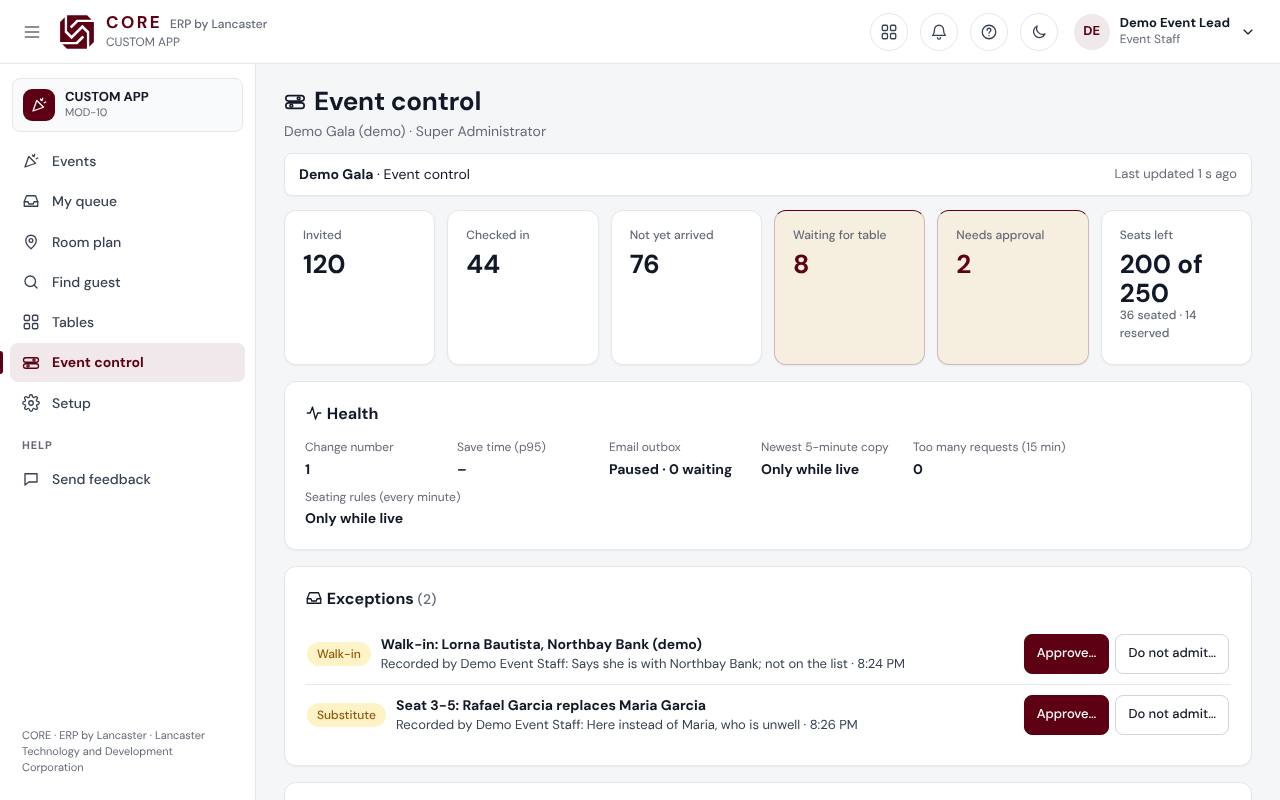 CORE ERP by Lancaster
CUSTOM APP
DE
Demo Event Lead
Event Staff
CUSTOM APP
MOD-10
Events
My queue
Room plan
Find guest
Tables
Event control
Setup
HELP
Send feedback
CORE · ERP by Lancaster · Lancaster
Technology and Development
Corporation
Event control
Demo Gala (demo) · Super Administrator
Demo Gala · Event control
Last updated 1 s ago
Invited
120
Checked in
44
Not yet arrived
76
Waiting for table
8
Needs approval
2
Seats left
200 of
250
36 seated · 14
reserved
Health
Change number
1
Save time (p95)
–
Email outbox
Paused · 0 waiting
Newest 5-minute copy
Only while live
Too many requests (15 min)
0
Seating rules (every minute)
Only while live
Exceptions (2)
Walk-in
Walk-in: Lorna Bautista, Northbay Bank (demo)
Recorded by Demo Event Staff: Says she is with Northbay Bank; not on the list · 8:24 PM
Approve…
Do not admit…
Substitute
Seat 3-5: Rafael Garcia replaces Maria Garcia
Recorded by Demo Event Staff: Here instead of Maria, who is unwell · 8:26 PM
Approve…
Do not admit…